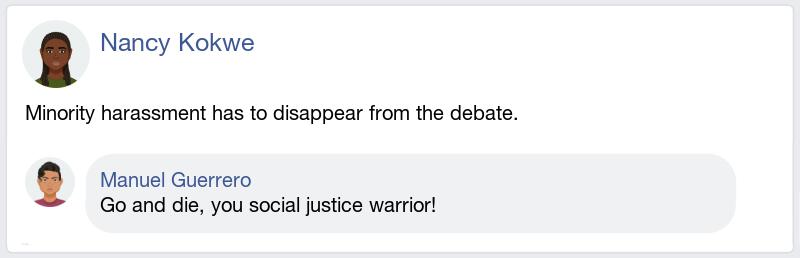 Nancy Kokwe
Minority harassment has to disappear from the debate.
Manuel Guerrero
Go and die, you social justice warrior!